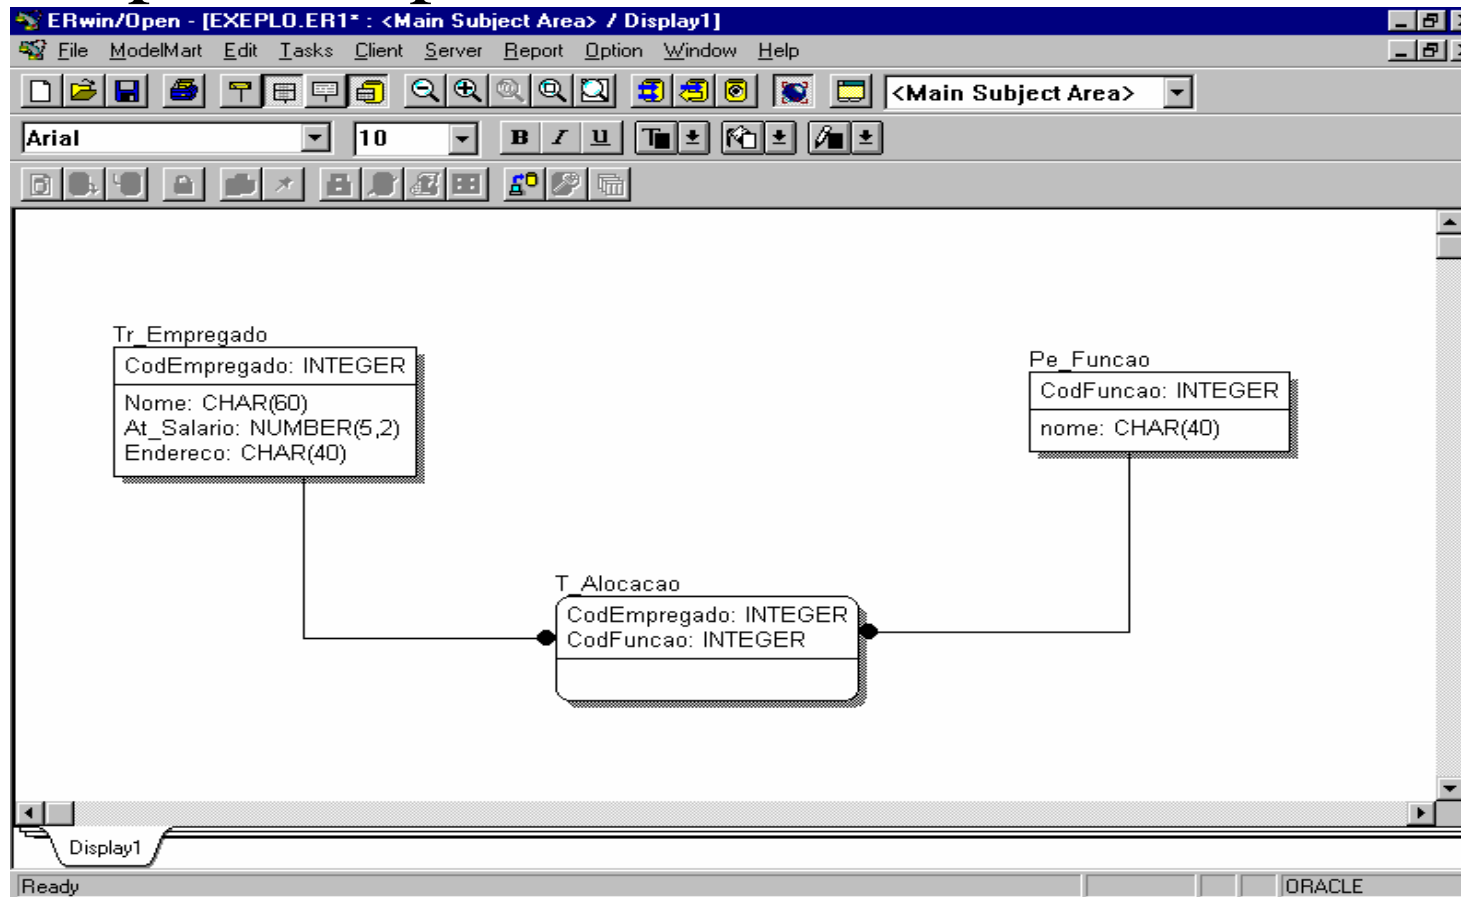 ERwin/Open - [EXEPLO.ER1* : <Main Subject Area> / Display1]
File ModelMart Edit Tasks Client Server Report Option Window Help
<Main Subject Area>
Arial 10 B I U
Tr_Empregado
CodEmpregado: INTEGER
Nome: CHAR(60)
At_Salario: NUMBER(5,2)
Endereco: CHAR(40)
Pe_Funcao
CodFuncao: INTEGER
nome: CHAR(40)
T_Alocacao
CodEmpregado: INTEGER
CodFuncao: INTEGER
Display1
Ready ORACLE